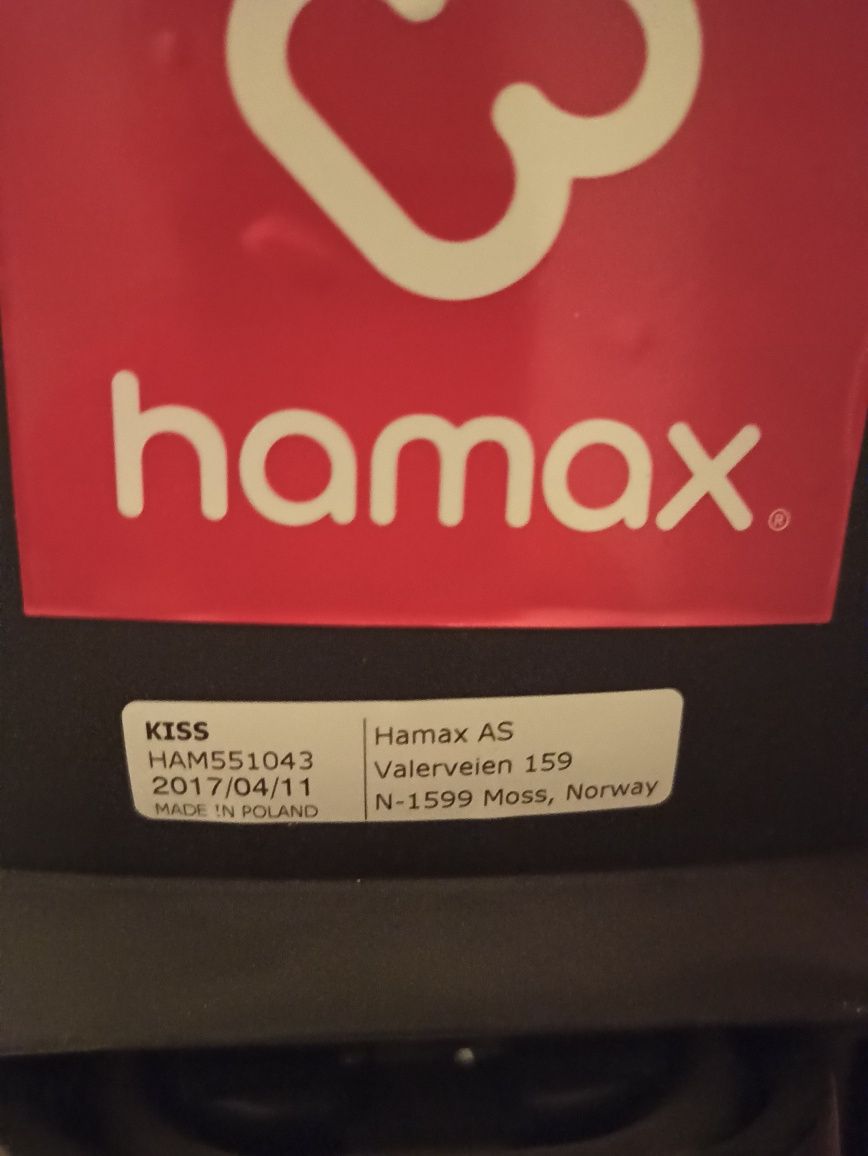 hamax®
KISS
HAM551043
2017/04/11
MADE IN POLAND
Hamax AS
Valerveien 159
N-1599 Moss, Norway